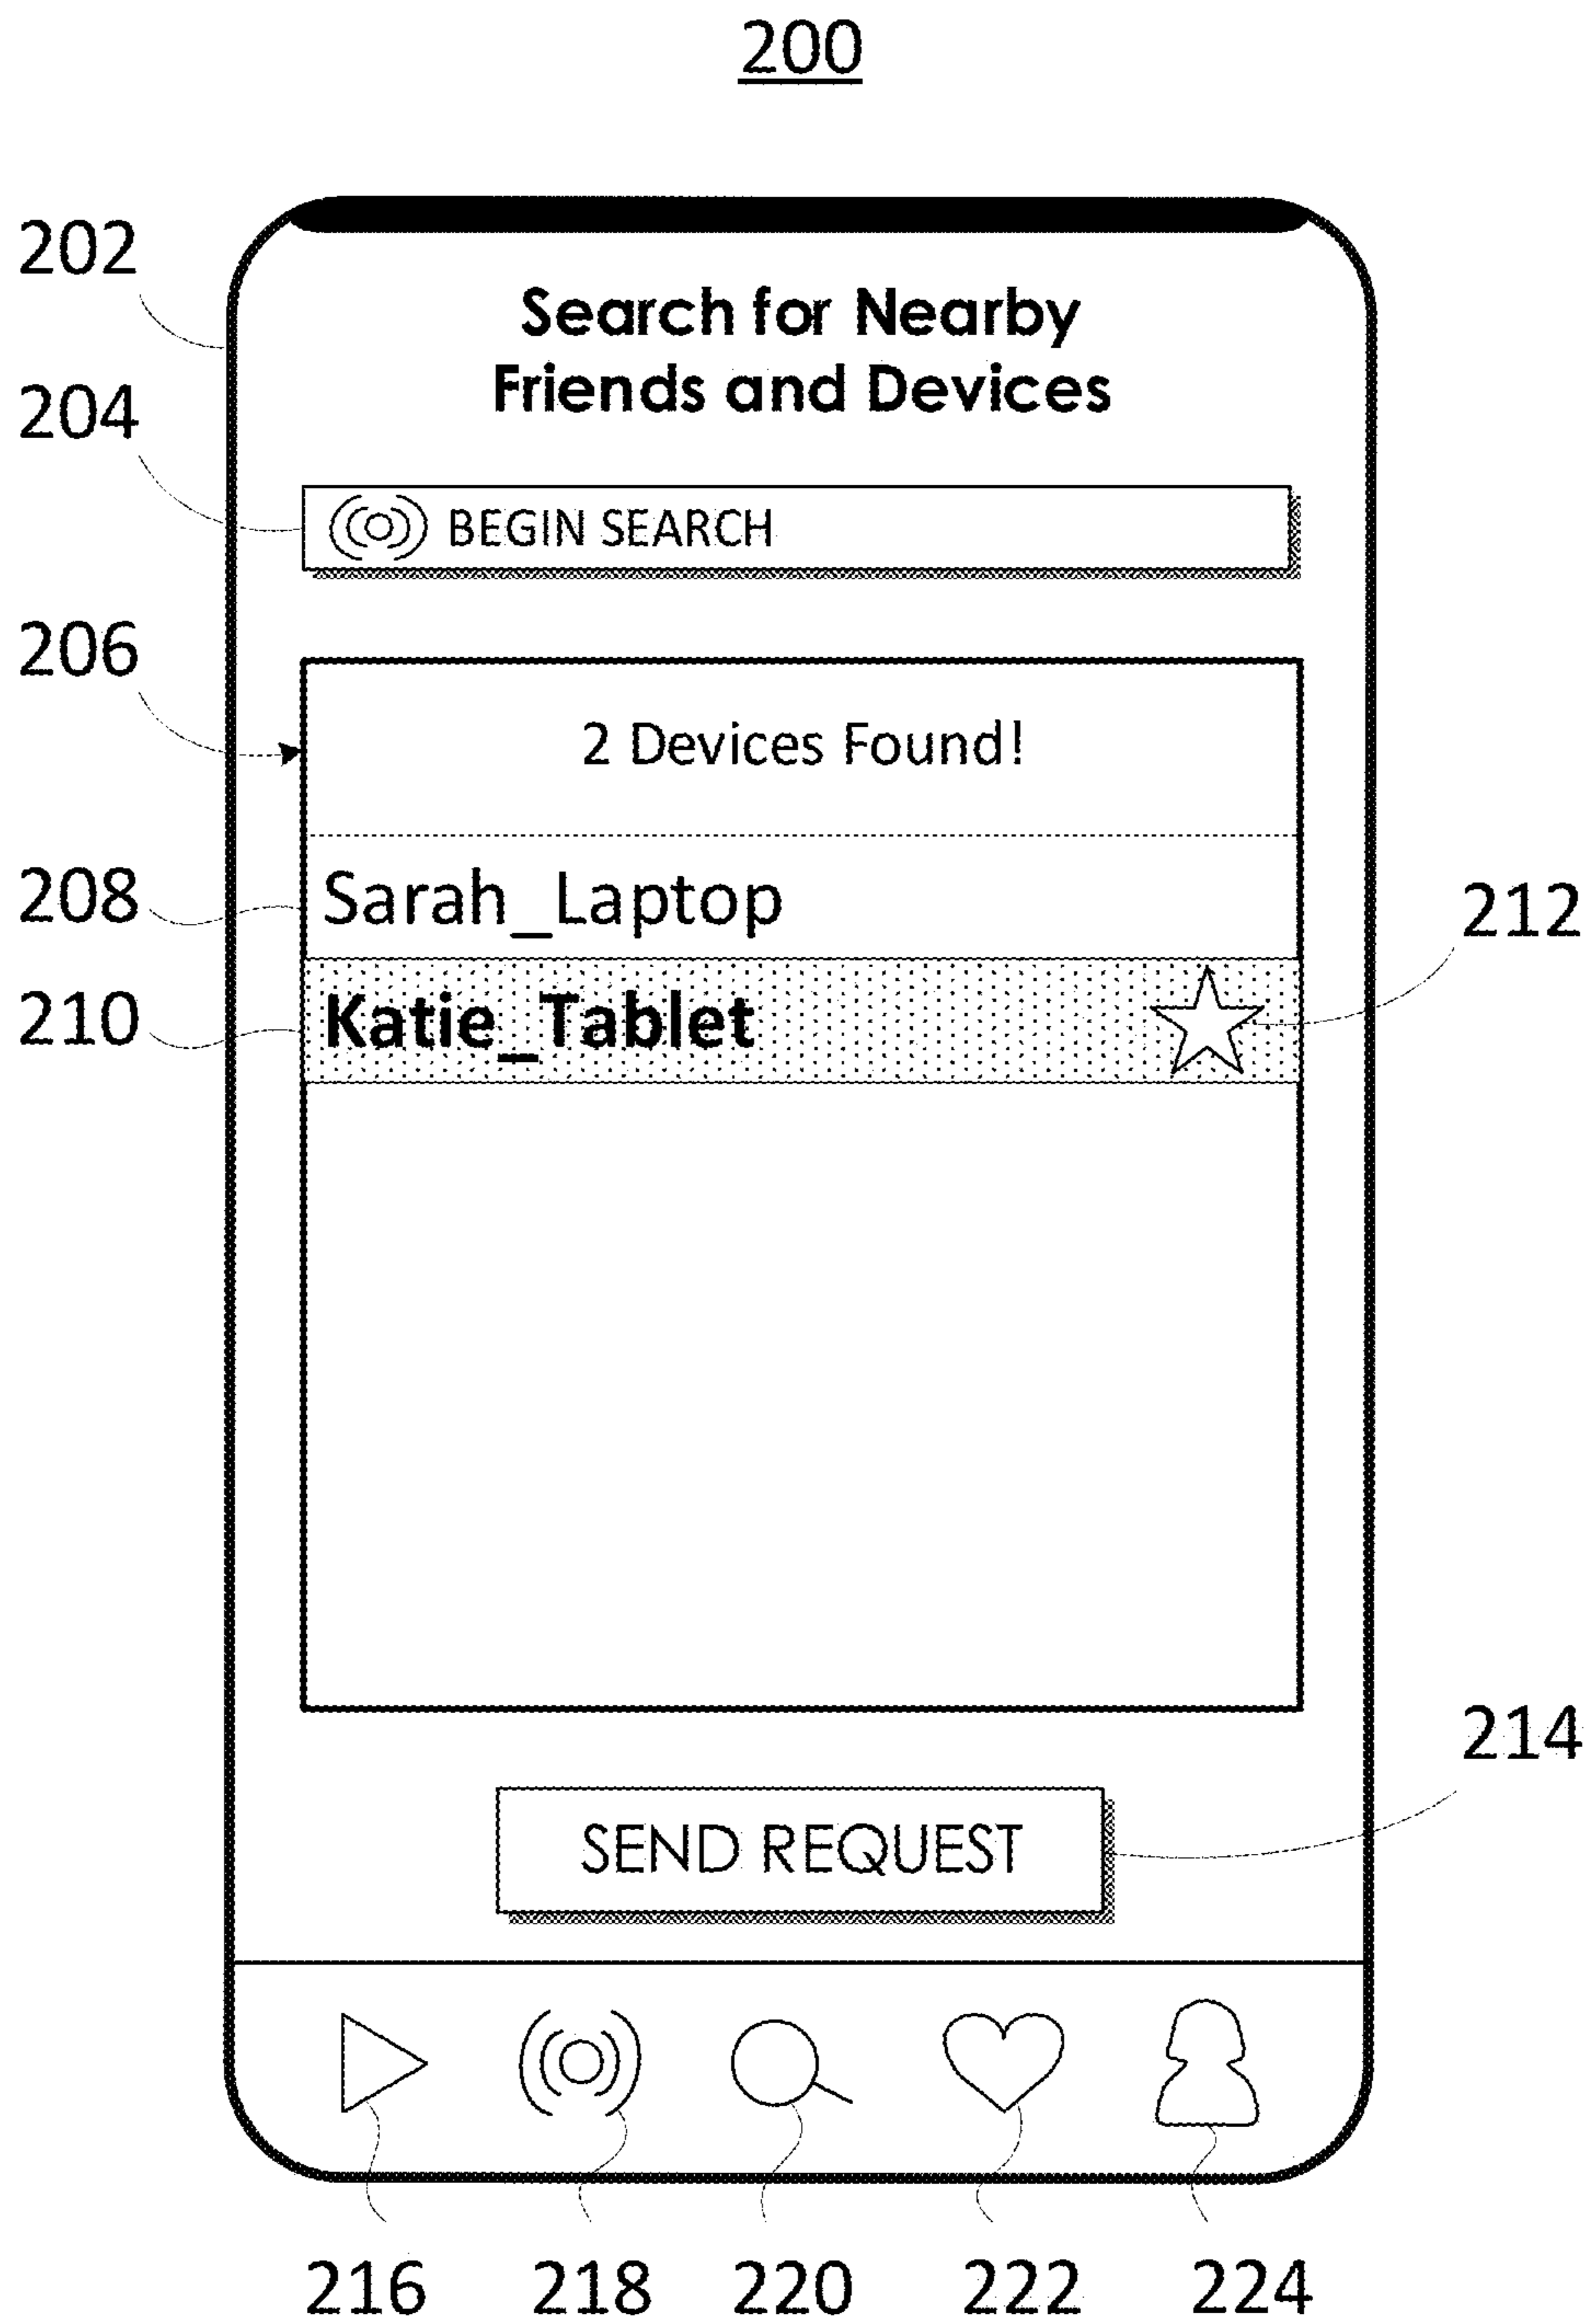 200
202
Search for Nearby
Friends and Devices
204
BEGIN SEARCH
206
2 Devices Found!
208
Sarah_Laptop
212
210
Katie_Tablet
214
SEND REQUEST
216 218 220 222 224